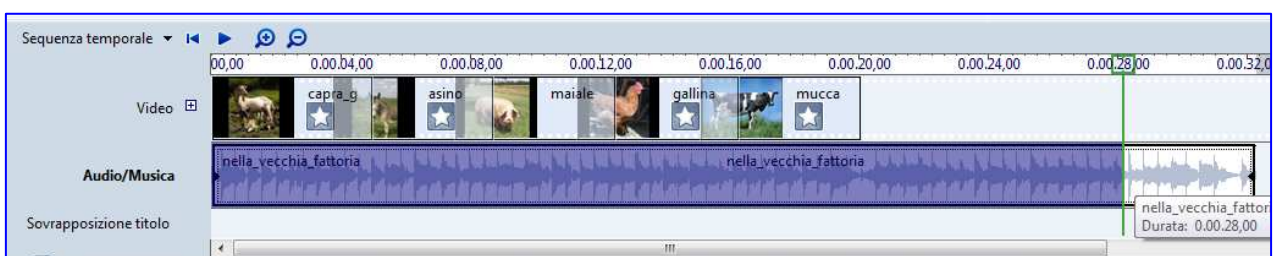 Sequenza temporale
00,00 0.00.04,00 0.00.08,00 0.00.12,00 0.00.16,00 0.00.20,00 0.00.24,00 0.00.28,00 0.00.32,0
Video capra_g asino maiale gallina mucca
nella_vecchia_fattoria nella_vecchia_fattoria
Audio/Musica
nella_vecchia_fattor
Sovrapposizione titolo
Durata: 0.00.28,00